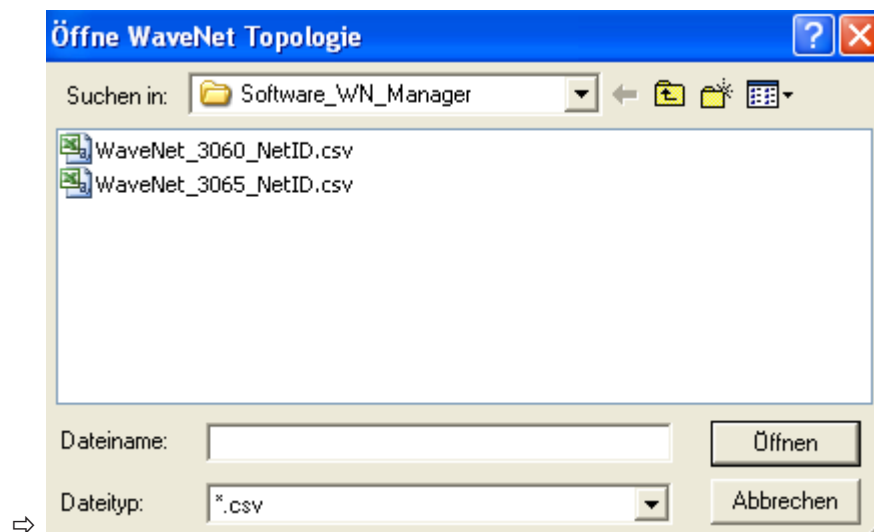 Öffne WaveNet Topologie
Suchen in: Software_WN_Manager
WaveNet_3060_NetID.csv
WaveNet_3065_NetID.csv
Dateiname: Öffnen
Dateityp: *.csv Abbrechen